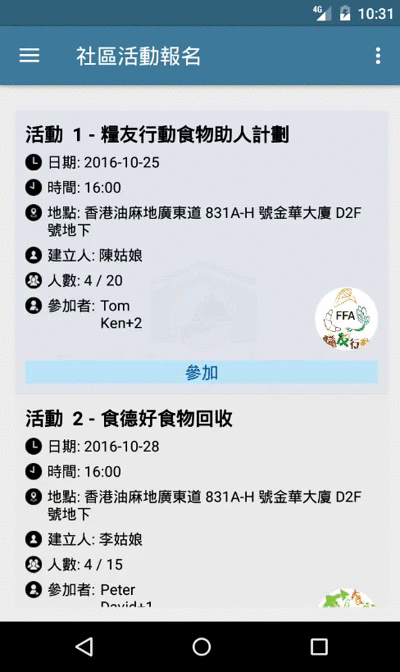 4G 10:31
社區活動報名
活動 1 - 糧友行動食物助人計劃
日期: 2016-10-25
時間: 16:00
地點: 香港油麻地廣東道 831A-H 號金華大廈 D2F
號地下
建立人: 陳姑娘
人數: 4 / 20
參加者: Tom
Ken+2
FFA
友行
參加
活動 2 - 食德好食物回收
日期: 2016-10-28
時間: 16:00
地點: 香港油麻地廣東道 831A-H 號金華大廈 D2F
號地下
建立人: 李姑娘
人數: 4 / 15
參加者: Peter
David+1